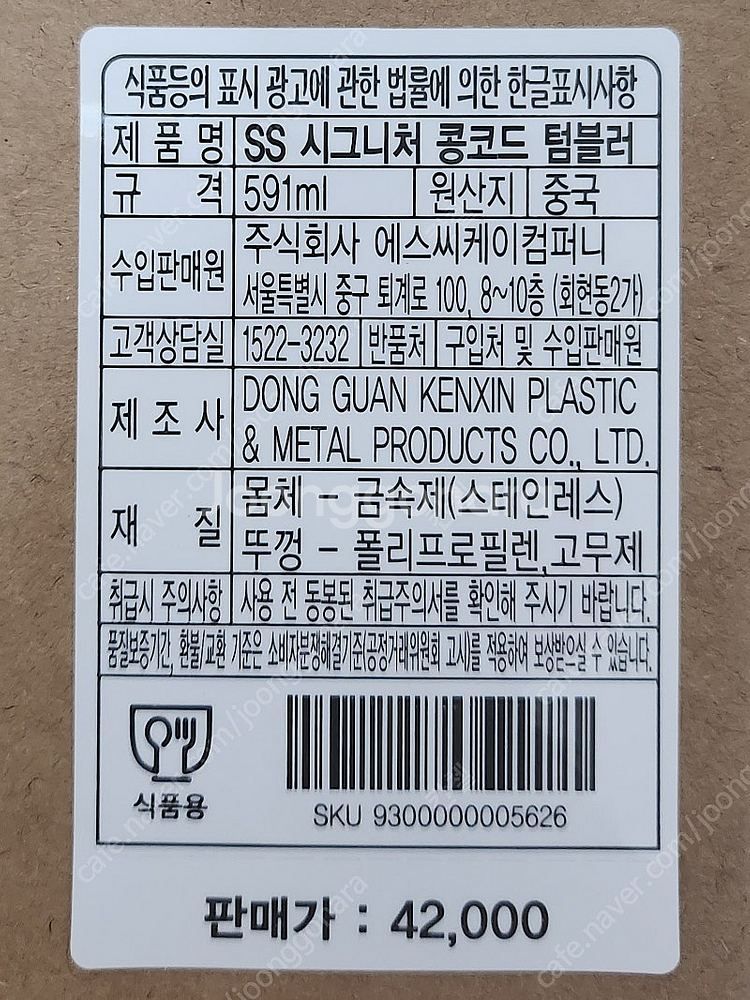 식품등의 표시 광고에 관한 법률에 의한 한글표시사항
제 품 명 SS 시그니처 콩코드 텀블러
규 격 591ml 원산지 중국
수입판매원 주식회사 에스씨케이컴퍼니
서울특별시 중구 퇴계로 100, 8~10층 (회현동2가)
고객상담실 1522-3232 반품처 구입처 및 수입판매원
제 조 사 DONG GUAN KENXIN PLASTIC
& METAL PRODUCTS CO., LTD.
재 질 몸체 - 금속제(스테인레스)
뚜껑 - 폴리프로필렌,고무제
취급시 주의사항 사용 전 동봉된 취급주의서를 확인해 주시기 바랍니다.
품질보증기간, 환불/교환 기준은 소비자분쟁해결기준(공정거래위원회 고시)를 적용하여 보상받으실 수 있습니다.
식품용
SKU 9300000005626
판매가 : 42,000
joonggonara
cafe.naver.com/joonggonara